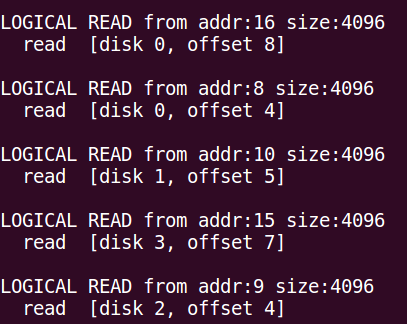 LOGICAL READ from addr:16 size:4096
read [disk 0, offset 8]
LOGICAL READ from addr:8 size:4096
read [disk 0, offset 4]
LOGICAL READ from addr:10 size:4096
read [disk 1, offset 5]
LOGICAL READ from addr:15 size:4096
read [disk 3, offset 7]
LOGICAL READ from addr:9 size:4096
read [disk 2, offset 4]